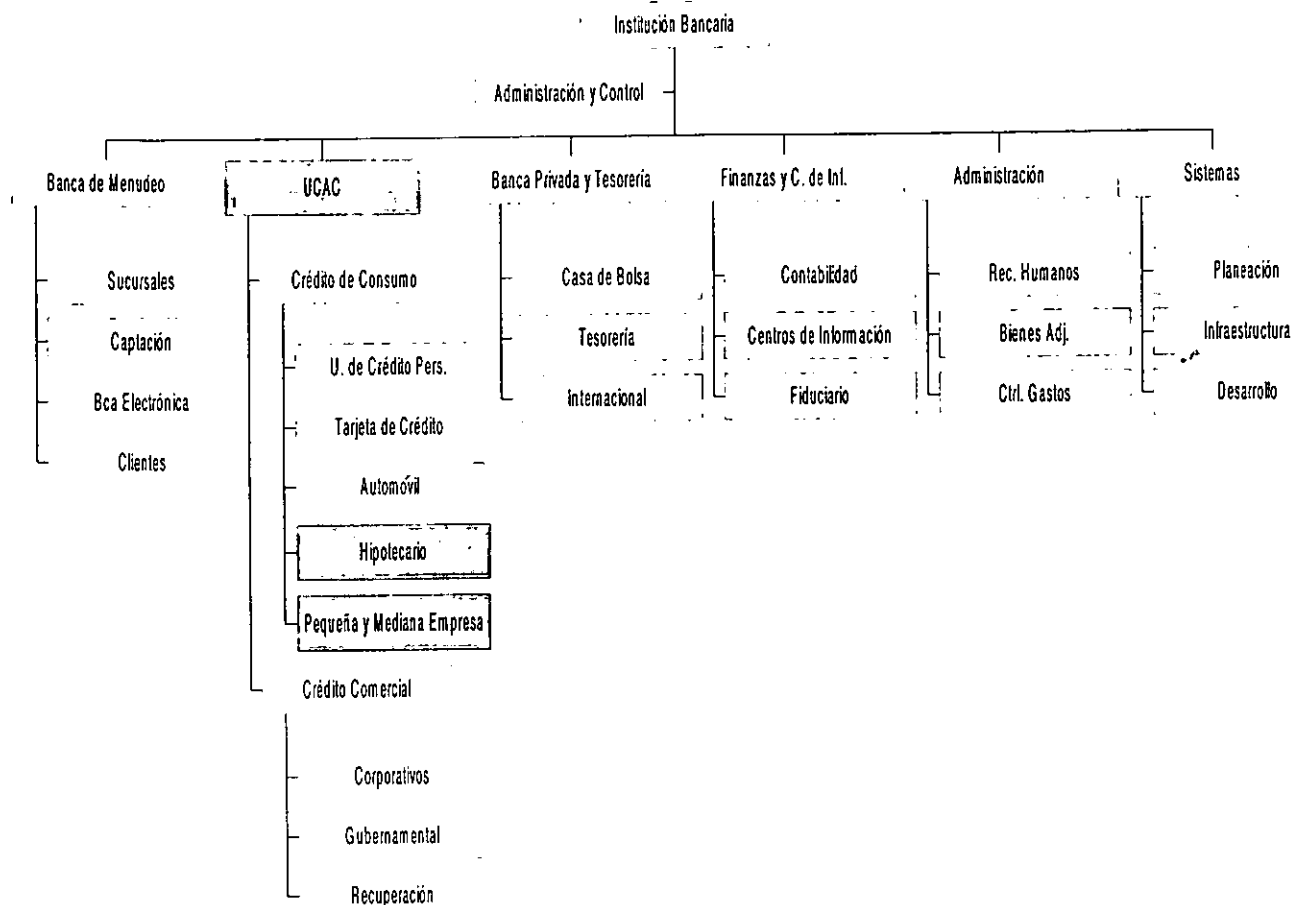 Institución Bancaria
Administración y Control
Banca de Menudeo
UCAC
Banca Privada y Tesorería
Finanzas y C. de Inf.
Administración
Sistemas
Sucursales
Captación
Bca Electrónica
Clientes
Crédito de Consumo
U. de Crédito Pers.
Tarjeta de Crédito
Automóvil
Hipotecario
Pequeña y Mediana Empresa
Crédito Comercial
Corporativos
Gubernamental
Recuperación
Casa de Bolsa
Tesorería
Internacional
Contabilidad
Centros de Información
Fiduciario
Rec. Humanos
Bienes Adj.
Ctrl. Gastos
Planeación
Infraestructura
Desarrollo